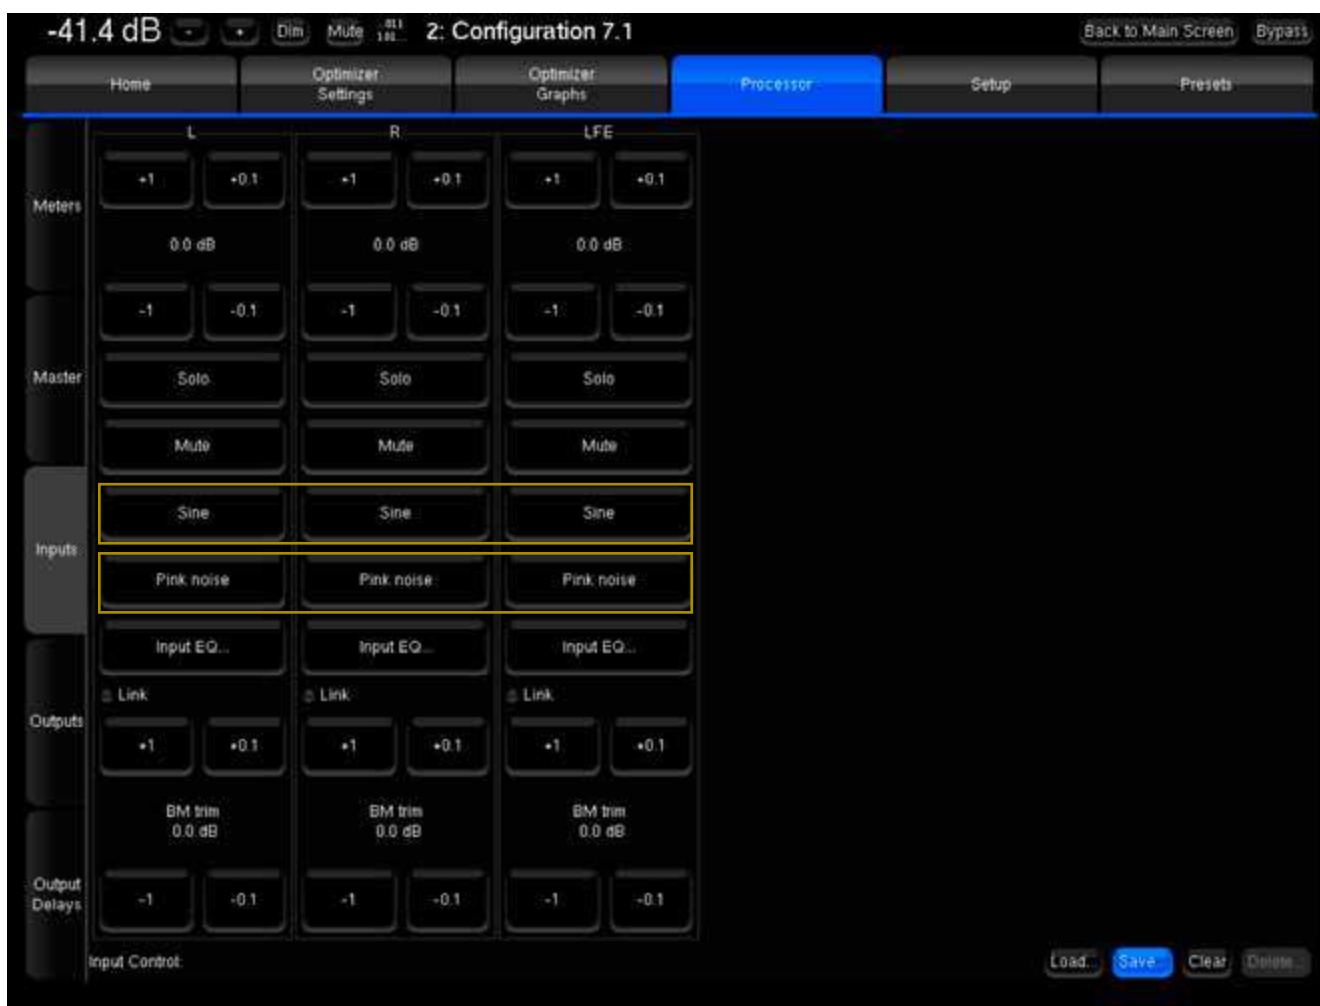 -41.4 dB - + Dim Mute 2: Configuration 7.1 Back to Main Screen Bypass
Home Optimizer Settings Optimizer Graphs Processor Setup Presets
L R LFE
+1 +0.1 +1 +0.1 +1 +0.1
Meters
0.0 dB 0.0 dB 0.0 dB
-1 -0.1 -1 -0.1 -1 -0.1
Master Solo Solo Solo
Mute Mute Mute
Sine Sine Sine
Inputs
Pink noise Pink noise Pink noise
Input EQ... Input EQ... Input EQ...
Link Link Link
Outputs
+1 +0.1 +1 +0.1 +1 +0.1
BM trim BM trim BM trim
0.0 dB 0.0 dB 0.0 dB
Output
Delays
-1 -0.1 -1 -0.1 -1 -0.1
Input Control: Load... Save... Clear Delete...